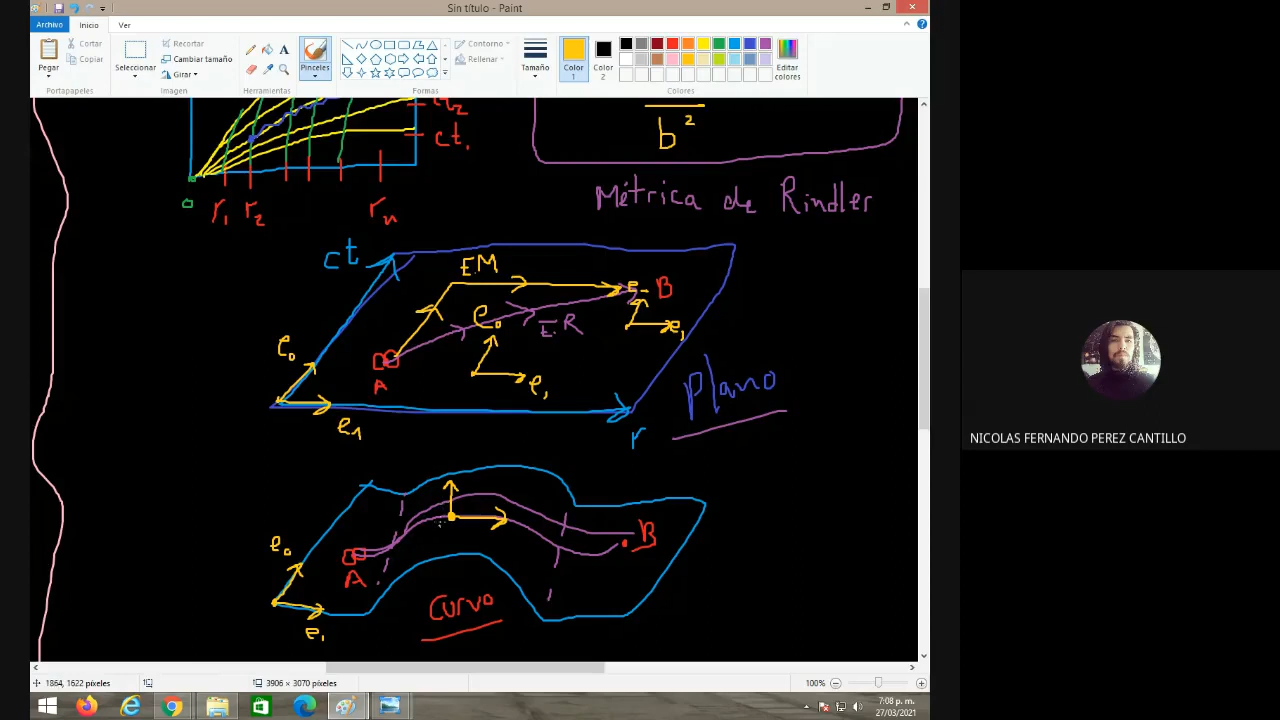 Sin título - Paint
Archivo Inicio Ver
Pegar
Cortar
Copiar
Seleccionar
Recortar
Cambiar tamaño
Girar
A
Pinceles
Contorno
Rellenar
Tamaño
Color 1
Color 2
Editar colores
Portapapeles Imagen Herramientas Formas Colores
ct₁
b²
o r₁ r₂ rₙ
Métrica de Rindler
ct
E.M
B
e₀
E.R
e₁
e₀
A
e₁
Plano
e₁
r
B
e₀
A
Curvo
e₁
NICOLAS FERNANDO PEREZ CANTILLO
1864, 1622 píxeles
3906 × 3070 píxeles
100%
7:08 p. m.
27/03/2021